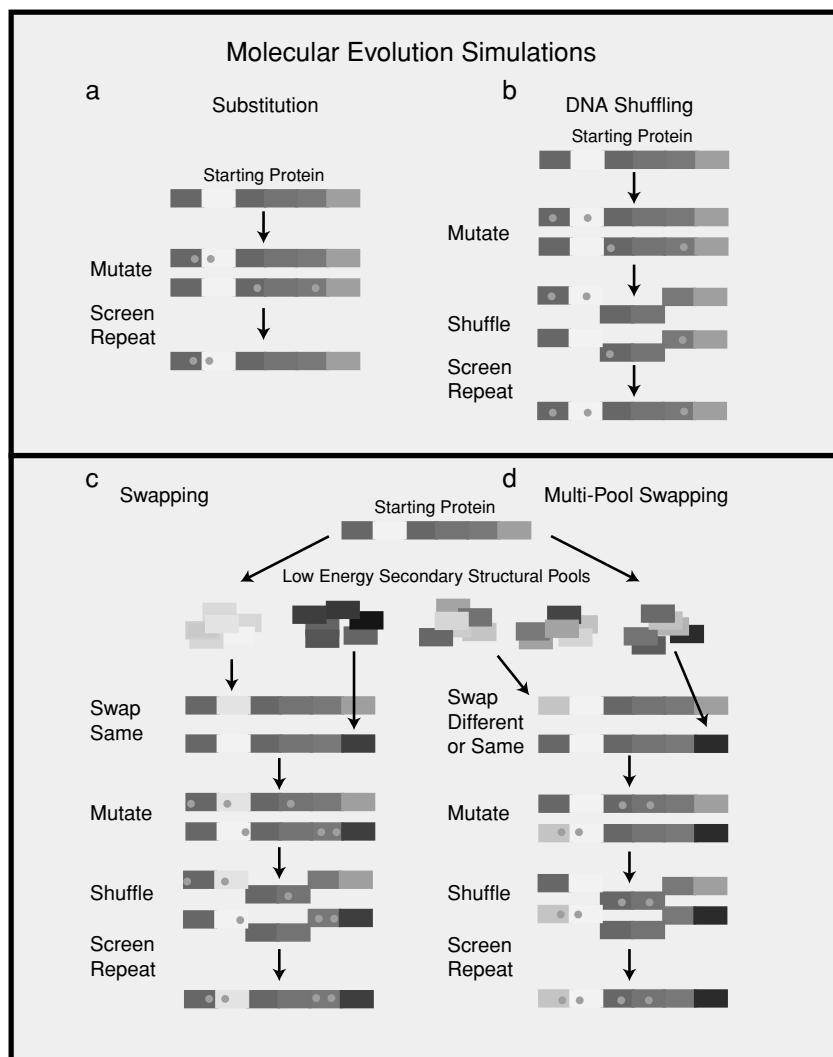 Molecular Evolution Simulations
a
Substitution
Starting Protein
Mutate
Screen
Repeat
b
DNA Shuffling
Starting Protein
Mutate
Shuffle
Screen
Repeat
c
Swapping
d
Multi-Pool Swapping
Starting Protein
Low Energy Secondary Structural Pools
Swap
Same
Mutate
Shuffle
Screen
Repeat
Swap
Different
or Same
Mutate
Shuffle
Screen
Repeat